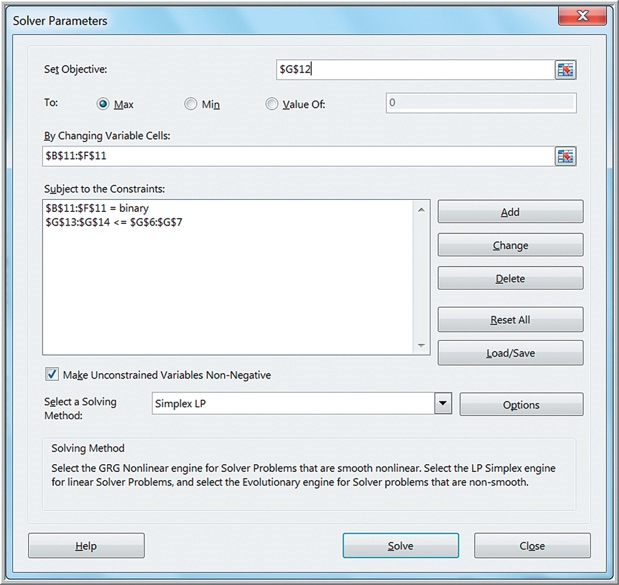 Solver Parameters
Set Objective: $G$12
To: Max Min Value Of: 0
By Changing Variable Cells:
$B$11:$F$11
Subject to the Constraints:
$B$11:$F$11 = binary
$G$13:$G$14 <= $G$6:$G$7
Add
Change
Delete
Reset All
Load/Save
Make Unconstrained Variables Non-Negative
Select a Solving Method: Simplex LP Options
Solving Method
Select the GRG Nonlinear engine for Solver Problems that are smooth nonlinear. Select the LP Simplex engine
for linear Solver Problems, and select the Evolutionary engine for Solver problems that are non-smooth.
Help Solve Close